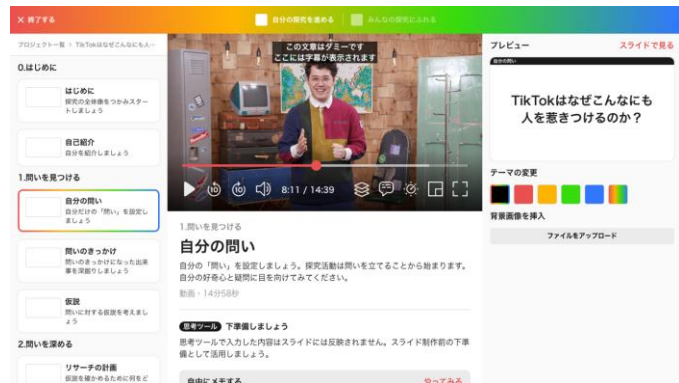 × 終了する
自分の探究を進める
みんなの探究にふれる
プロジェクト一覧 > TikTokはなぜこんなにも人…
0.はじめに
はじめに
探究の全体像をつかみスター
トしましょう
自己紹介
自分を紹介しましょう
1.問いを見つける
自分の問い
自分だけの「問い」を設定し
ましょう
問いのきっかけ
問いのきっかけになった出来
事を深掘りしましょう
仮説
問いに対する仮説を考えまし
ょう
2.問いを深める
リサーチの計画
仮説を確かめるために何をど
この文章はダミーです
ここには字幕が表示されます
10
10
8:11 / 14:39
1.問いを見つける
自分の問い
自分の「問い」を設定しましょう。探究活動は問いを立てることから始まります。
自分の好奇心と疑問に目を向けてみてください。
動画・14分58秒
思考ツール 下準備しましょう
思考ツールで入力した内容はスライドには反映されません。スライド制作前の下準
備として活用しましょう。
自由にメモする
やってみる
プレビュー
スライドで見る
自分の問い
TikTokはなぜこんなにも
人を惹きつけるのか？
テーマの変更
背景画像を挿入
ファイルをアップロード